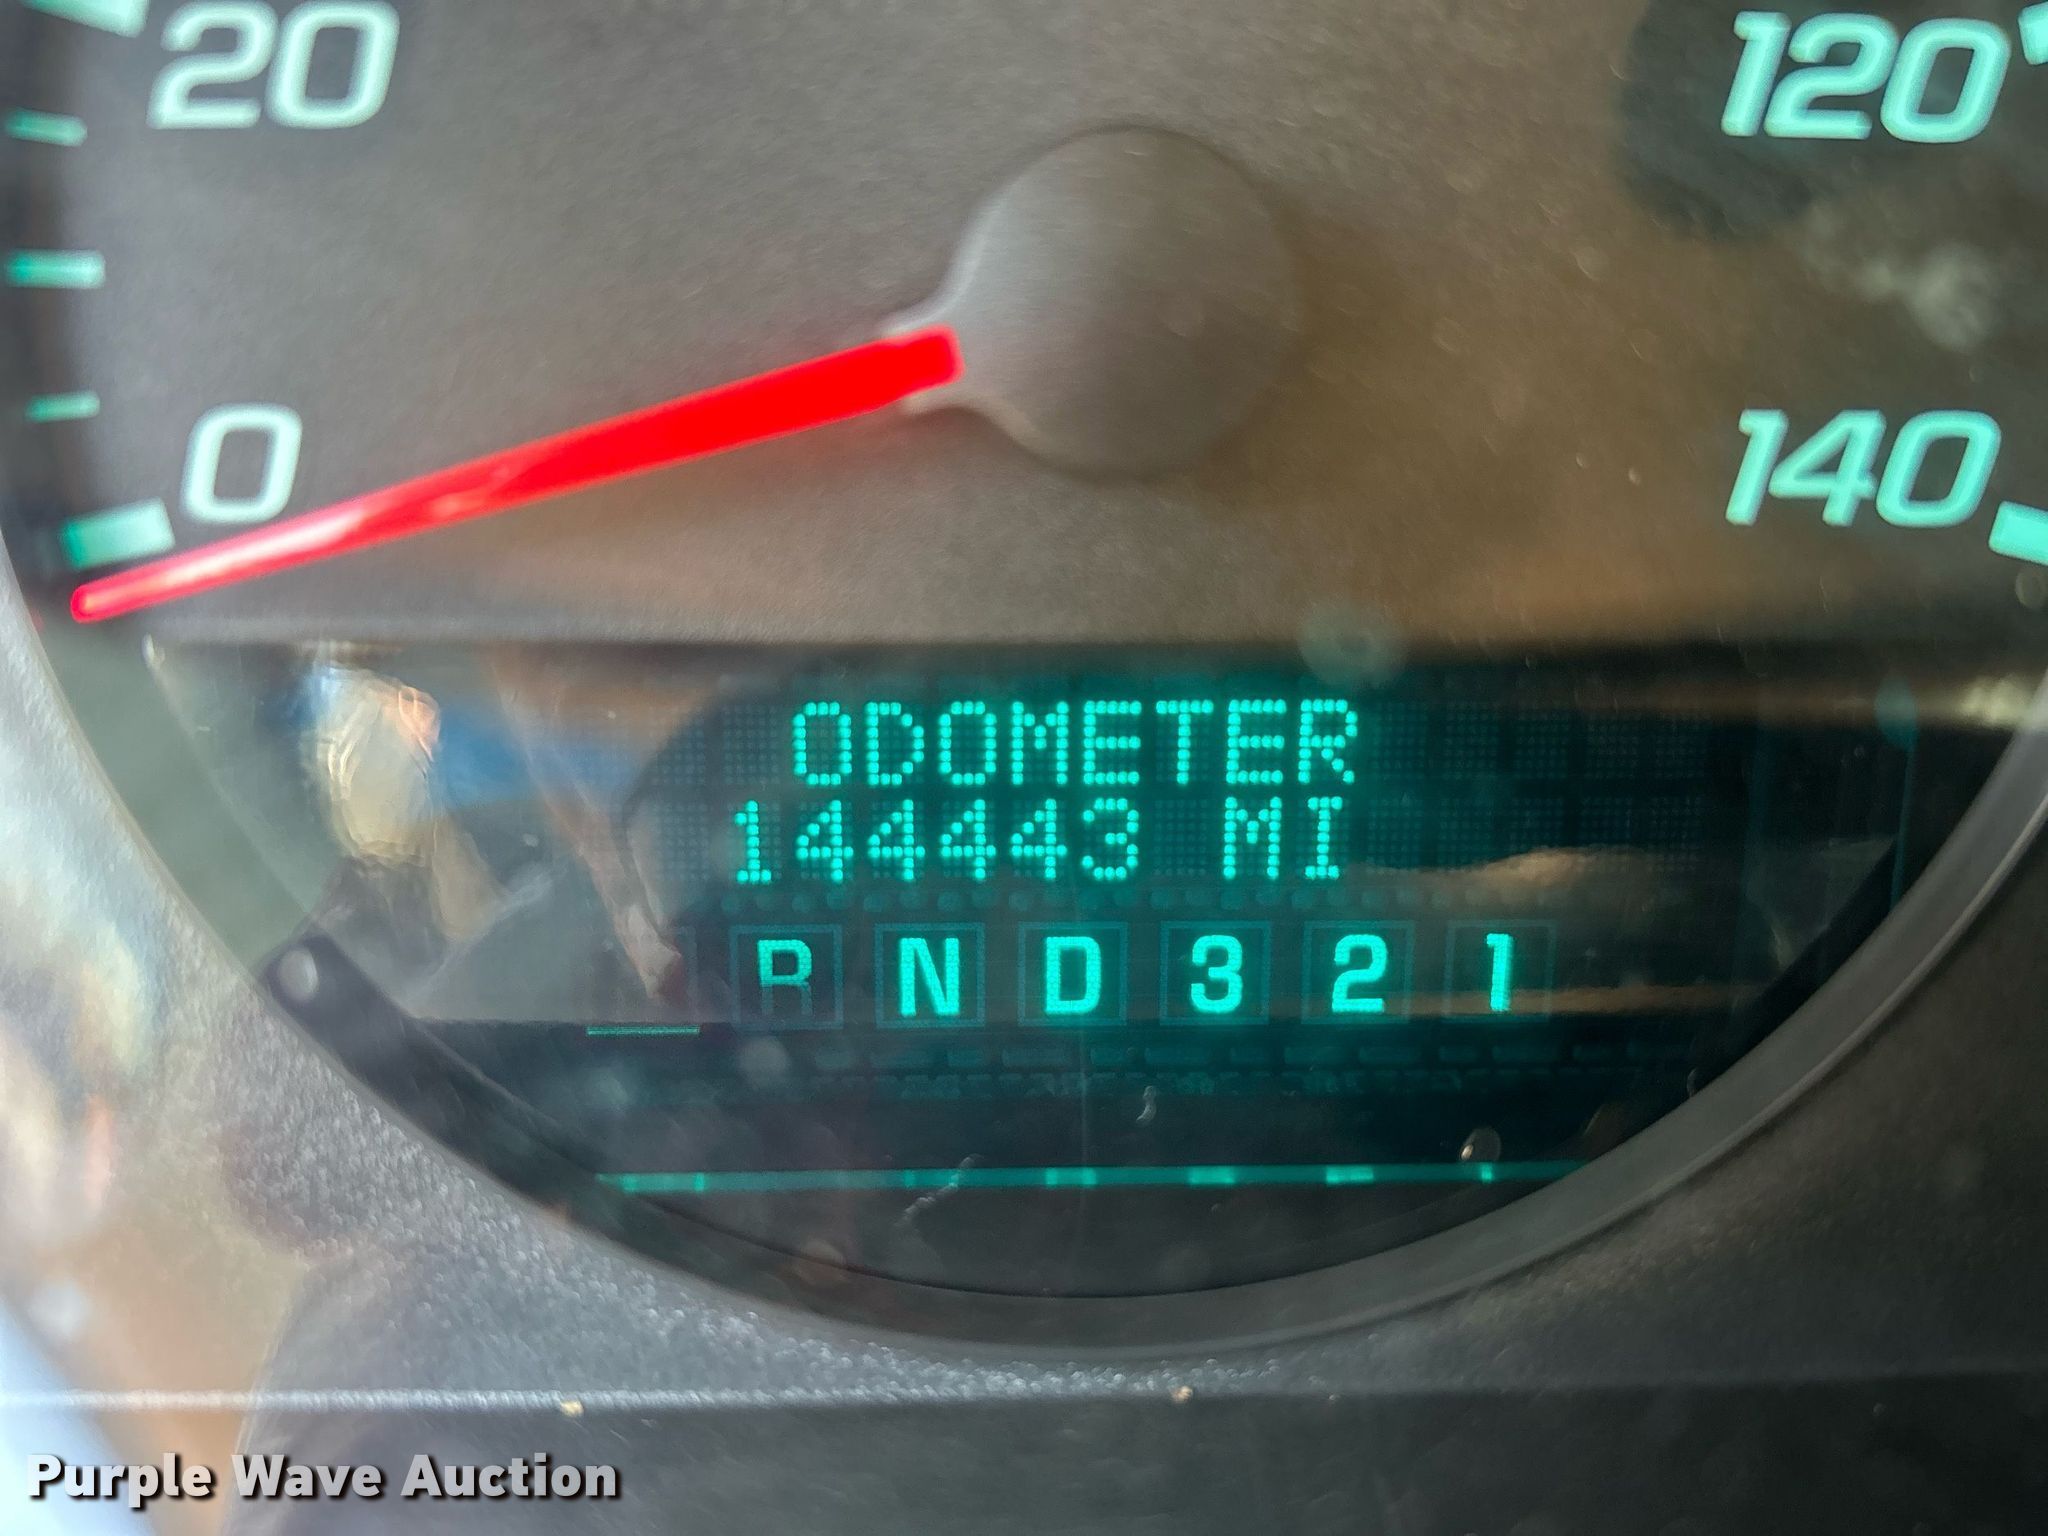 20
120
0
140
ODOMETER
144443 MI
R N D 3 2 1
Purple Wave Auction